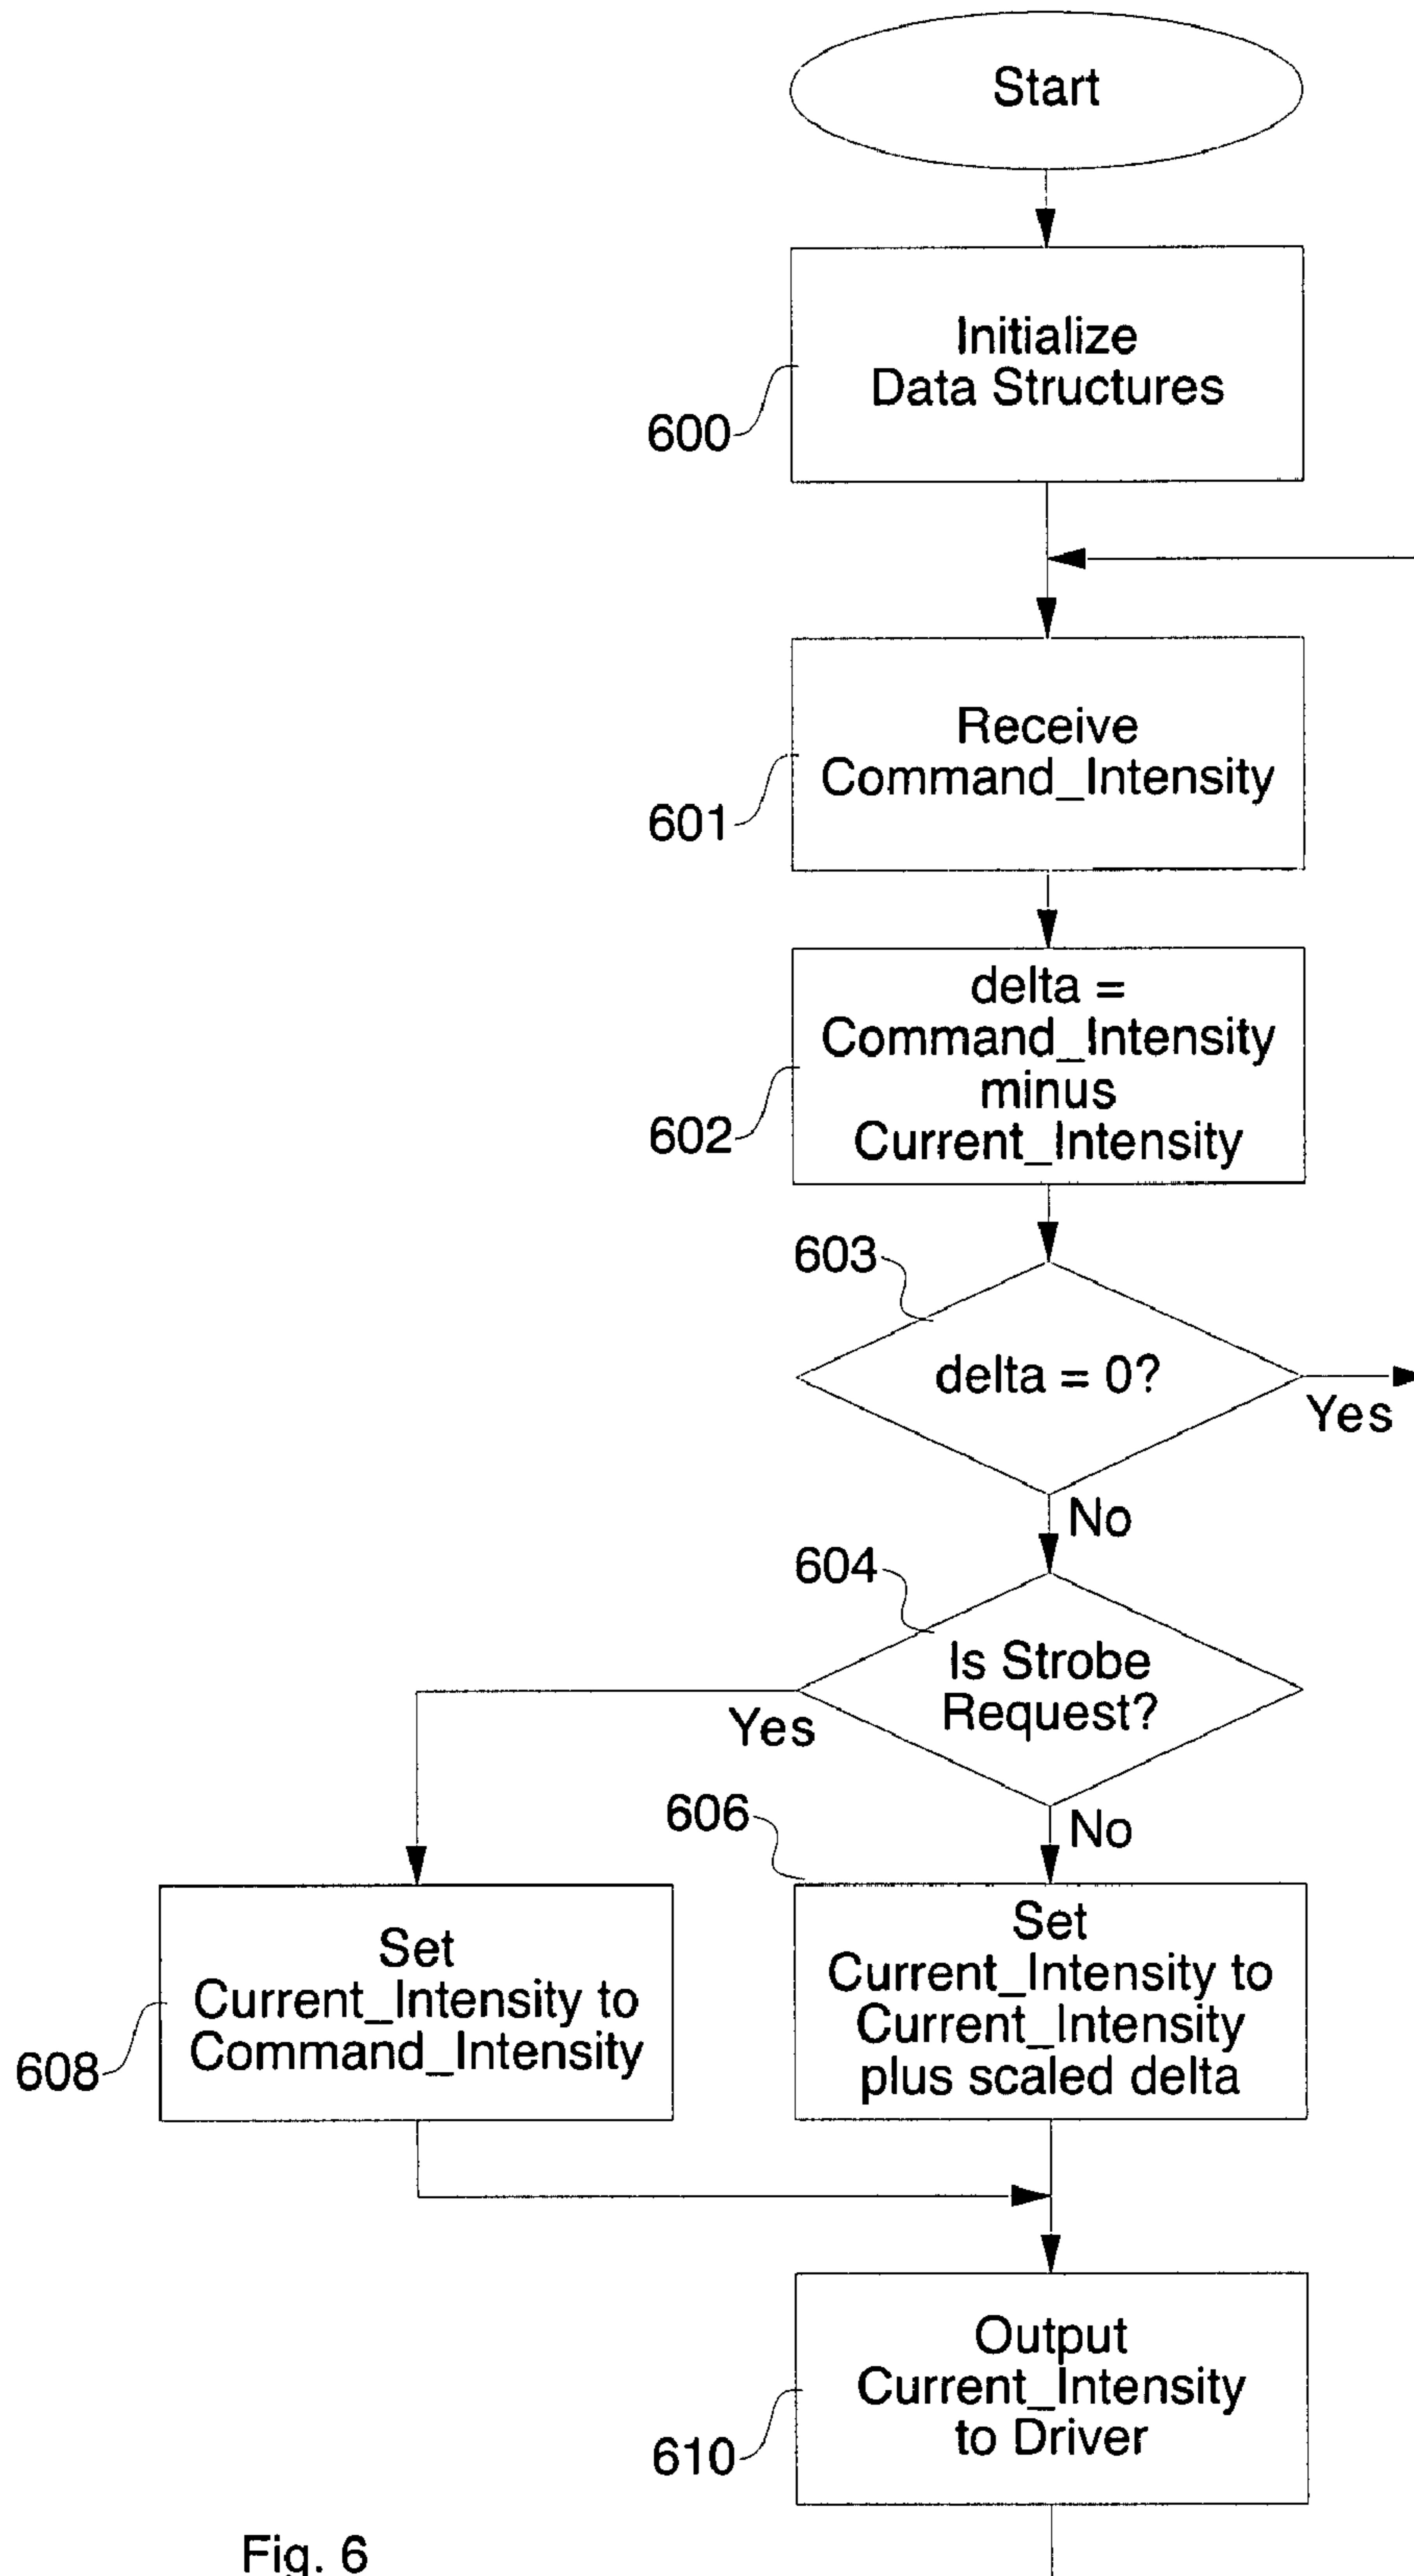 Start
Initialize
Data Structures
600
Receive
Command_Intensity
601
delta =
Command_Intensity
minus
Current_Intensity
602
603
delta = 0?
Yes
No
604
Is Strobe
Request?
Yes
No
606
Set
Current_Intensity to
Command_Intensity
608
Set
Current_Intensity to
Current_Intensity
plus scaled delta
Output
Current_Intensity
to Driver
610
Fig. 6